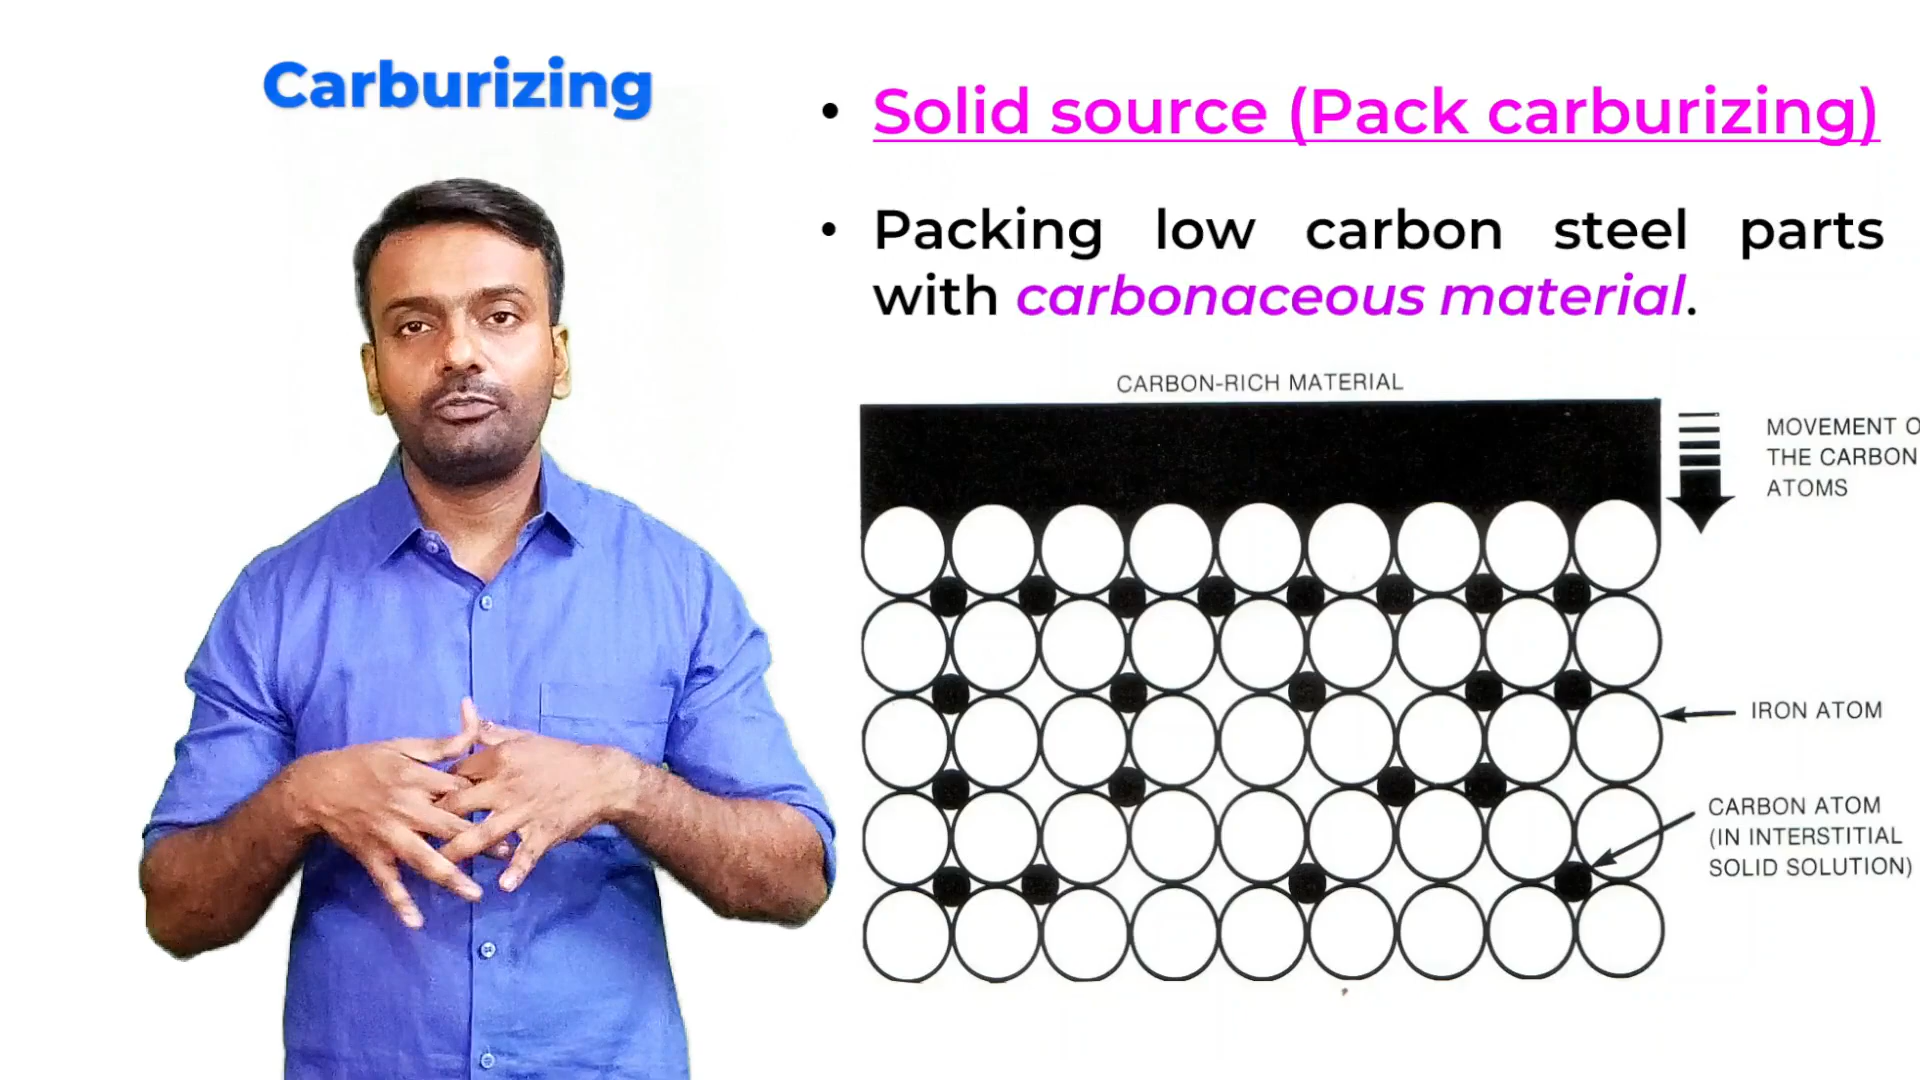 Carburizing
• Solid source (Pack carburizing)
• Packing low carbon steel parts
with carbonaceous material.
CARBON-RICH MATERIAL
MOVEMENT O
THE CARBON
ATOMS
IRON ATOM
CARBON ATOM
(IN INTERSTITIAL
SOLID SOLUTION)